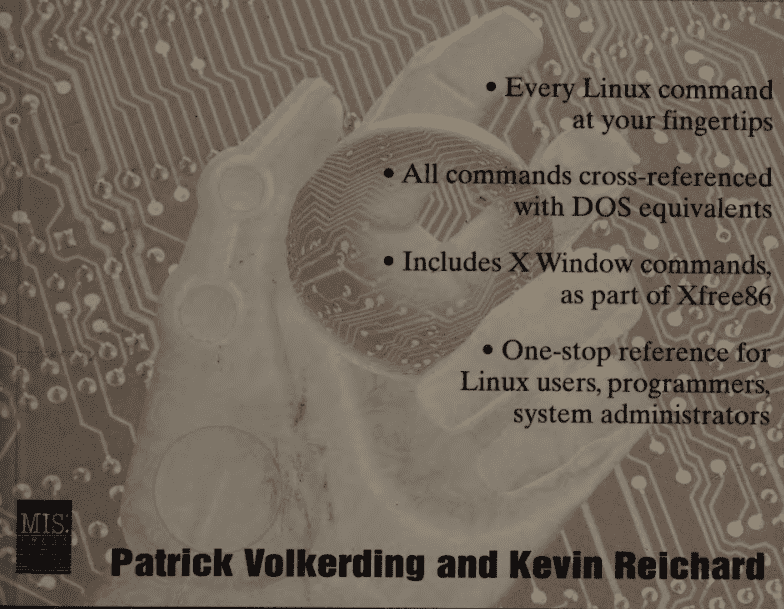 • Every Linux command
at your fingertips
• All commands cross-referenced
with DOS equivalents
• Includes X Window commands,
as part of Xfree86
• One-stop reference for
Linux users, programmers,
system administrators
MIS:
Patrick Volkerding and Kevin Reichard